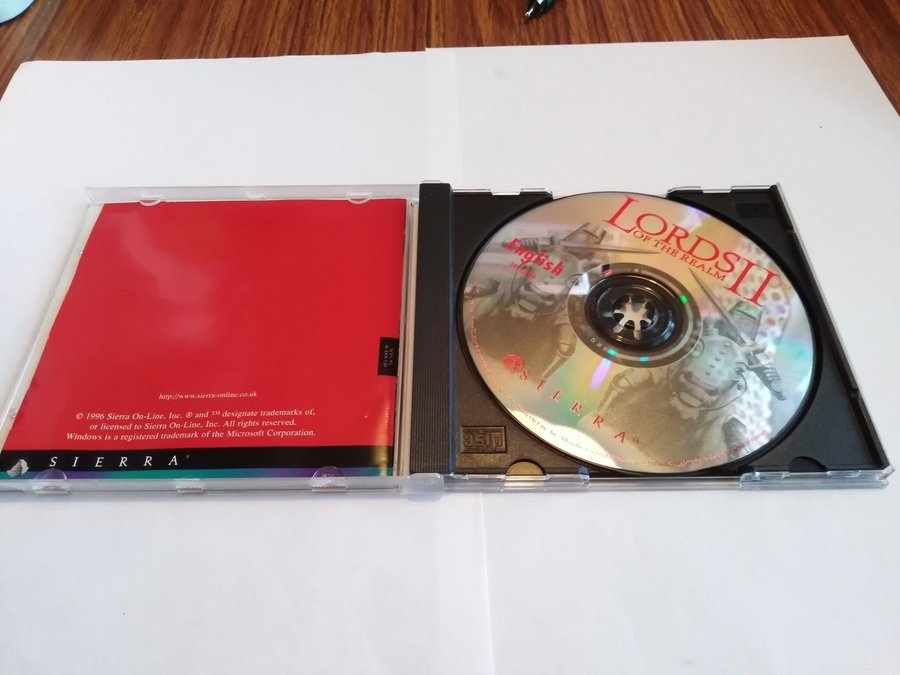 http://www.sierra-online.co.uk
© 1996 Sierra On-Line, Inc. ® and ™ designate trademarks of,
or licensed to Sierra On-Line, Inc. All rights reserved.
Windows is a registered trademark of the Microsoft Corporation.
SIERRA®
LORDS II
OF THE REALM
English
SIERRA®